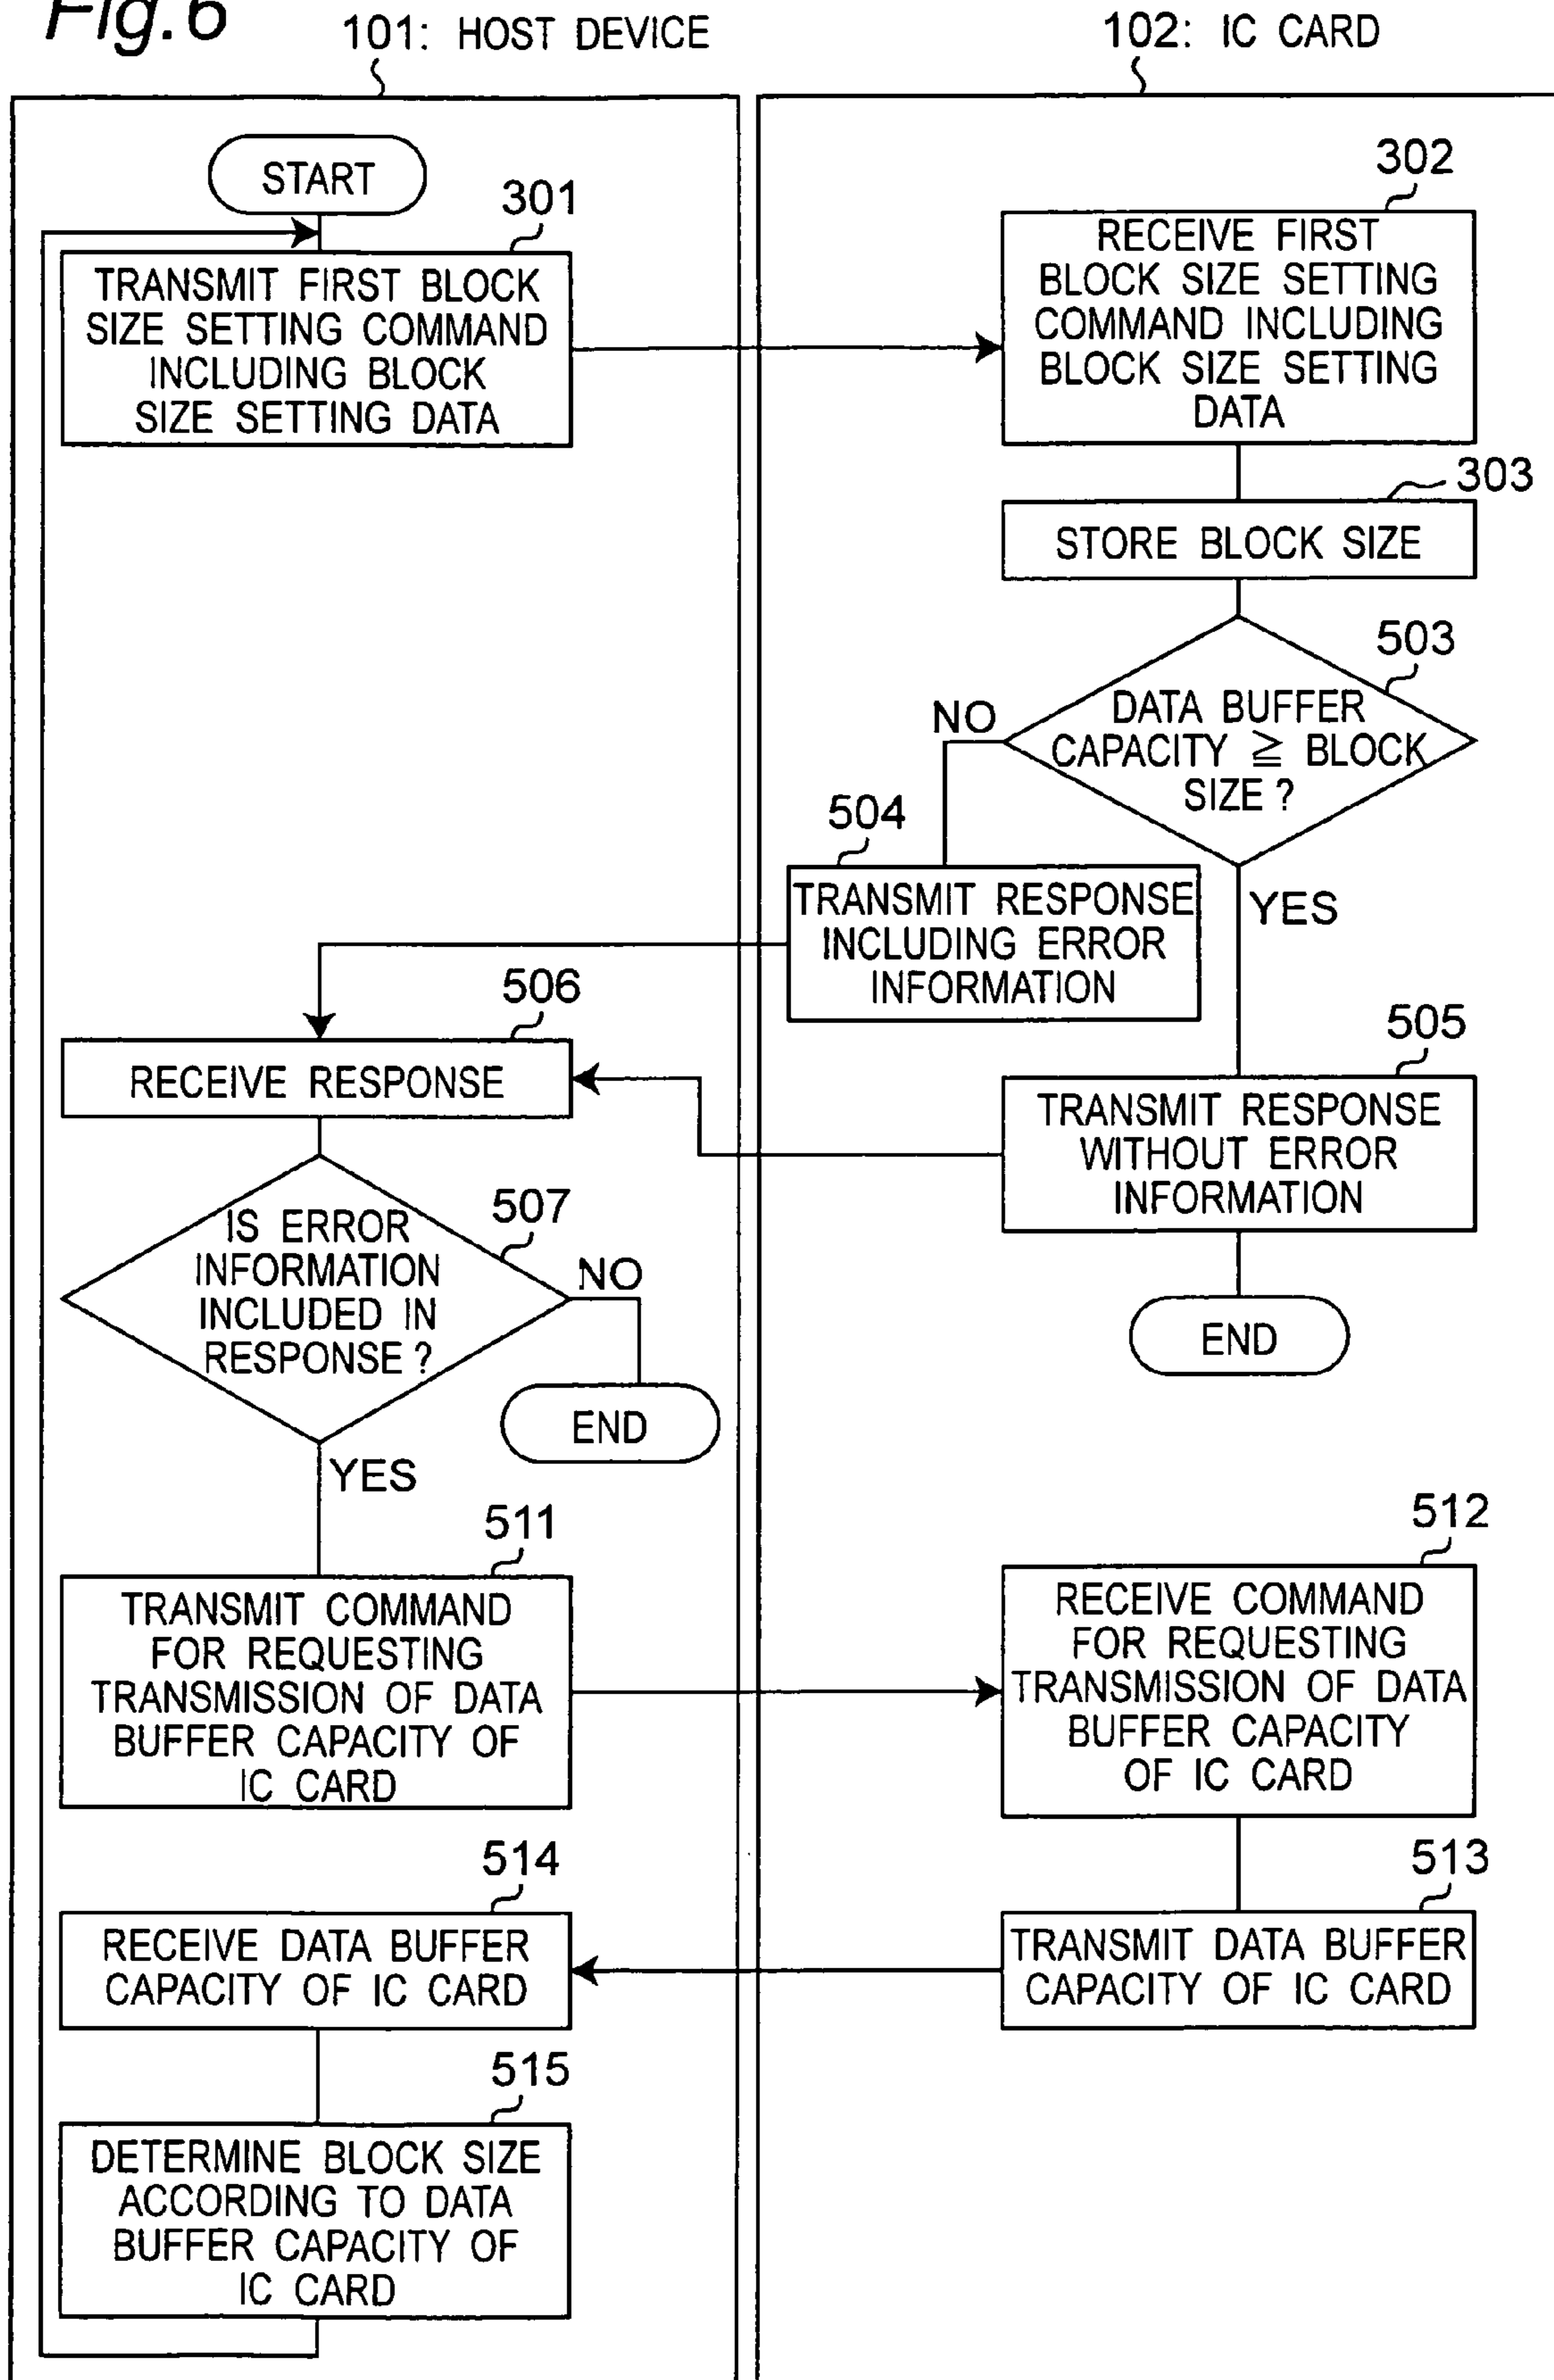 Fig.6
101: HOST DEVICE
102: IC CARD
START
301
TRANSMIT FIRST BLOCK
SIZE SETTING COMMAND
INCLUDING BLOCK
SIZE SETTING DATA
302
RECEIVE FIRST
BLOCK SIZE SETTING
COMMAND INCLUDING
BLOCK SIZE SETTING
DATA
303
STORE BLOCK SIZE
503
DATA BUFFER
CAPACITY ≧ BLOCK
SIZE ?
NO
YES
504
TRANSMIT RESPONSE
INCLUDING ERROR
INFORMATION
506
RECEIVE RESPONSE
505
TRANSMIT RESPONSE
WITHOUT ERROR
INFORMATION
END
507
IS ERROR
INFORMATION
INCLUDED IN
RESPONSE ?
NO
END
YES
511
TRANSMIT COMMAND
FOR REQUESTING
TRANSMISSION OF DATA
BUFFER CAPACITY OF
IC CARD
512
RECEIVE COMMAND
FOR REQUESTING
TRANSMISSION OF DATA
BUFFER CAPACITY
OF IC CARD
513
TRANSMIT DATA BUFFER
CAPACITY OF IC CARD
514
RECEIVE DATA BUFFER
CAPACITY OF IC CARD
515
DETERMINE BLOCK SIZE
ACCORDING TO DATA
BUFFER CAPACITY OF
IC CARD